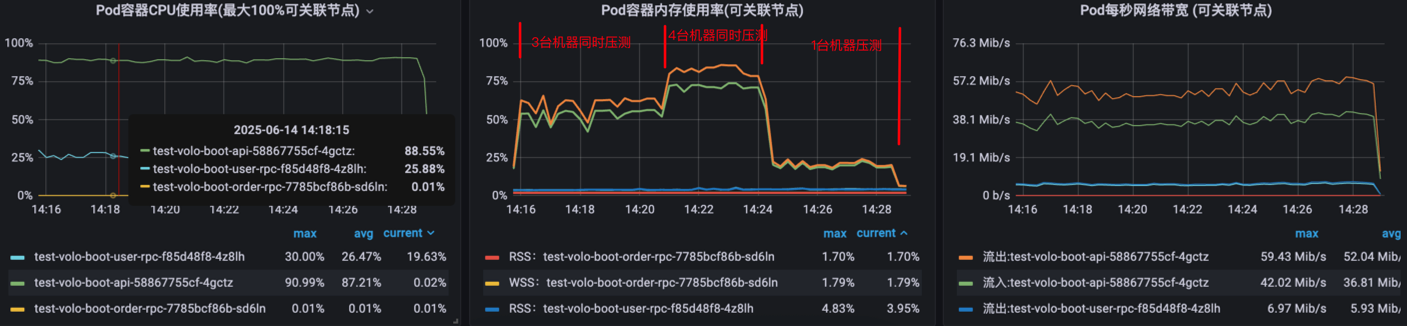 Pod容器CPU使用率(最大100%可关联节点)
100%
75%
50%
25%
0%
2025-06-14 14:18:15
test-volo-boot-api-58867755cf-4gctz: 88.55%
test-volo-boot-user-rpc-f85d48f8-4z8lh: 25.88%
test-volo-boot-order-rpc-7785bcf86b-sd6ln: 0.01%
14:16 14:18 14:20 14:22 14:24 14:26 14:28
max avg current
test-volo-boot-user-rpc-f85d48f8-4z8lh 30.00% 26.47% 19.63%
test-volo-boot-api-58867755cf-4gctz 90.99% 87.21% 0.02%
test-volo-boot-order-rpc-7785bcf86b-sd6ln 0.01% 0.01% 0.01%
Pod容器内存使用率(可关联节点)
3台机器同时压测 4台机器同时压测 1台机器压测
100%
75%
50%
25%
0%
14:16 14:18 14:20 14:22 14:24 14:26 14:28
max current
RSS：test-volo-boot-order-rpc-7785bcf86b-sd6ln 1.70% 1.70%
WSS：test-volo-boot-order-rpc-7785bcf86b-sd6ln 1.79% 1.79%
RSS：test-volo-boot-user-rpc-f85d48f8-4z8lh 4.83% 3.95%
Pod每秒网络带宽 (可关联节点)
76.3 Mib/s
57.2 Mib/s
38.1 Mib/s
19.1 Mib/s
0 b/s
14:16 14:18 14:20 14:22 14:24 14:26 14:28
max avg
流出:test-volo-boot-api-58867755cf-4gctz 59.43 Mib/s 52.04 Mib/
流入:test-volo-boot-api-58867755cf-4gctz 42.02 Mib/s 36.81 Mib/
流出:test-volo-boot-user-rpc-f85d48f8-4z8lh 6.97 Mib/s 5.93 Mib/